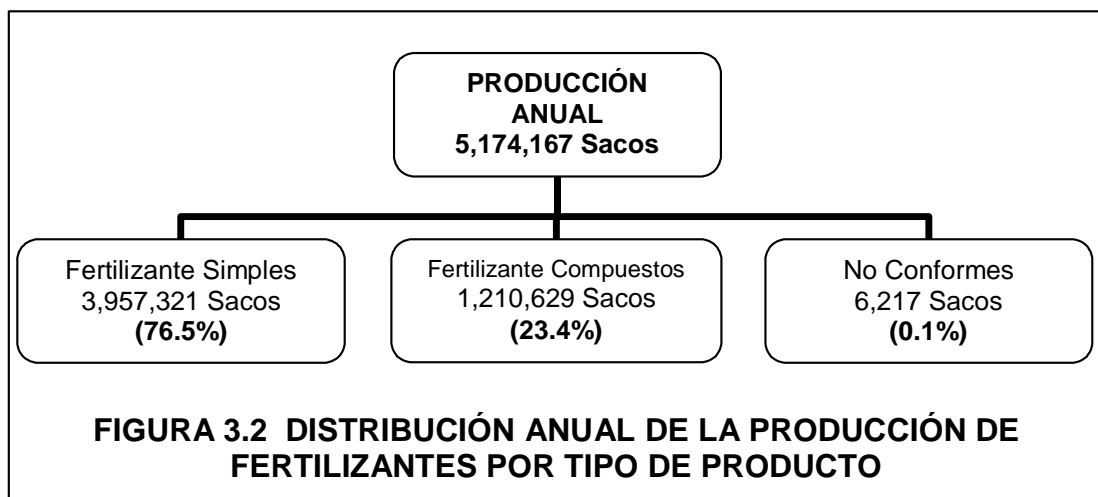 PRODUCCIÓN
ANUAL
5,174,167 Sacos
Fertilizante Simples
3,957,321 Sacos
(76.5%)
Fertilizante Compuestos
1,210,629 Sacos
(23.4%)
No Conformes
6,217 Sacos
(0.1%)
FIGURA 3.2 DISTRIBUCIÓN ANUAL DE LA PRODUCCIÓN DE
FERTILIZANTES POR TIPO DE PRODUCTO